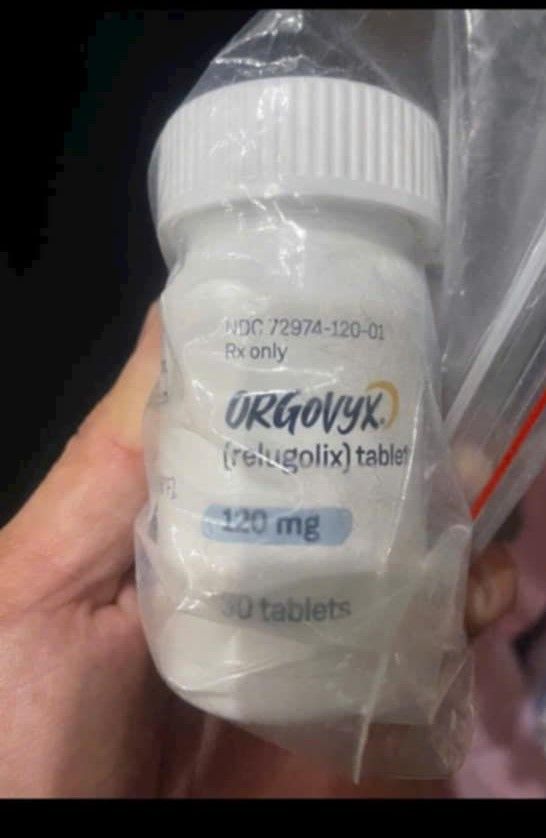 NDC 72974-120-01
Rx only
ORGOVYX®
(relugolix) tablet
120 mg
30 tablets